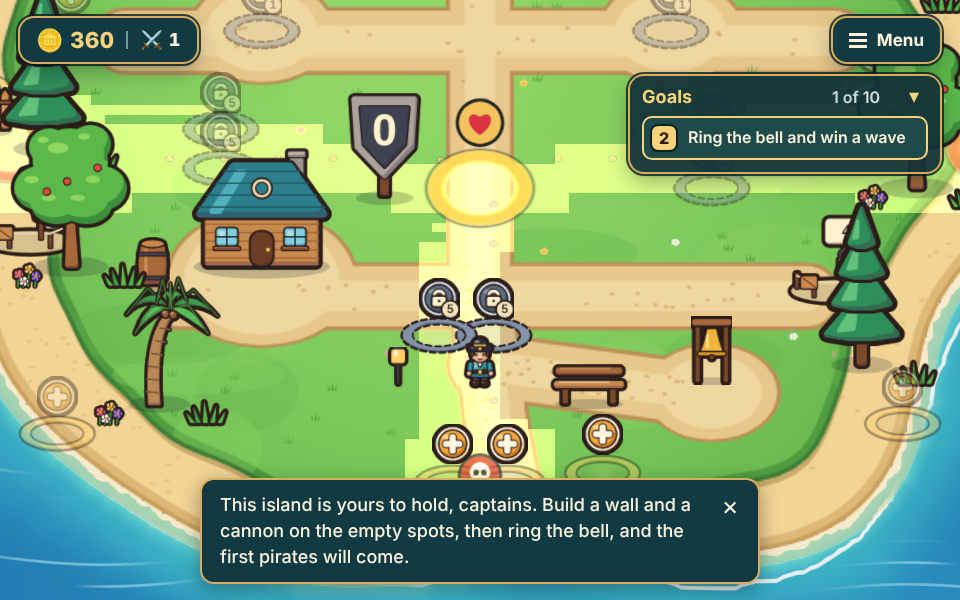 360 | 1
Menu
Goals 1 of 10
2 Ring the bell and win a wave
1
1
5
5
0
5
5
This island is yours to hold, captains. Build a wall and a
cannon on the empty spots, then ring the bell, and the
first pirates will come.